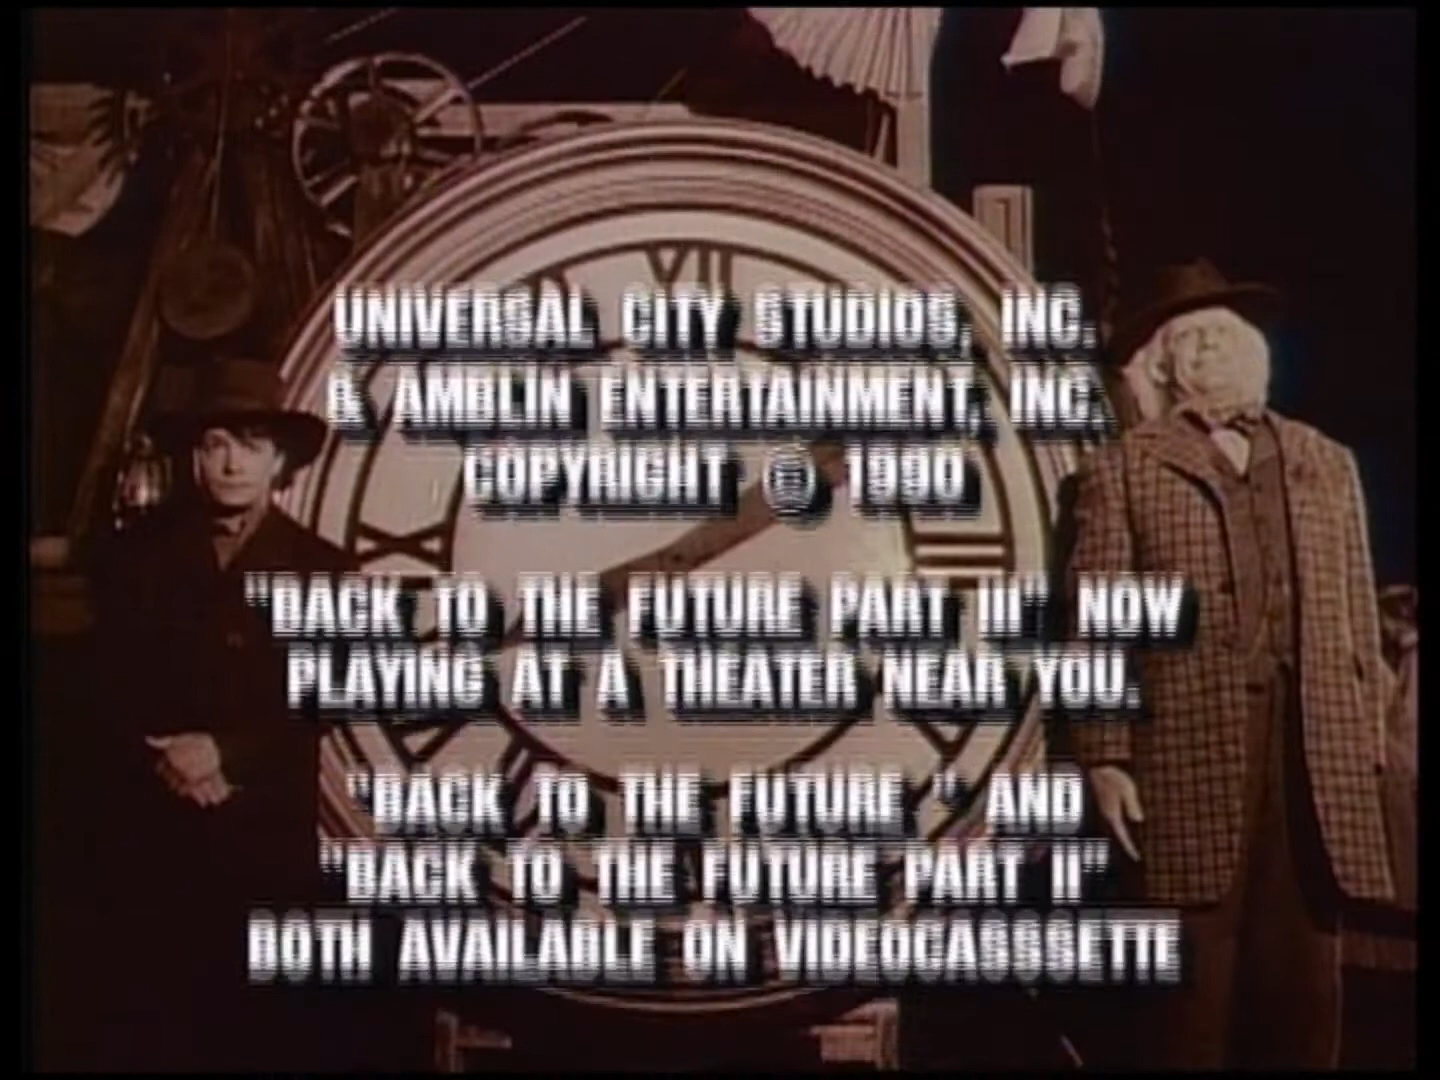 UNIVERSAL CITY STUDIOS, INC.
& AMBLIN ENTERTAINMENT, INC.
COPYRIGHT © 1990
"BACK TO THE FUTURE PART III" NOW
PLAYING AT A THEATER NEAR YOU.
"BACK TO THE FUTURE " AND
"BACK TO THE FUTURE PART II"
BOTH AVAILABLE ON VIDEOCASSSETTE